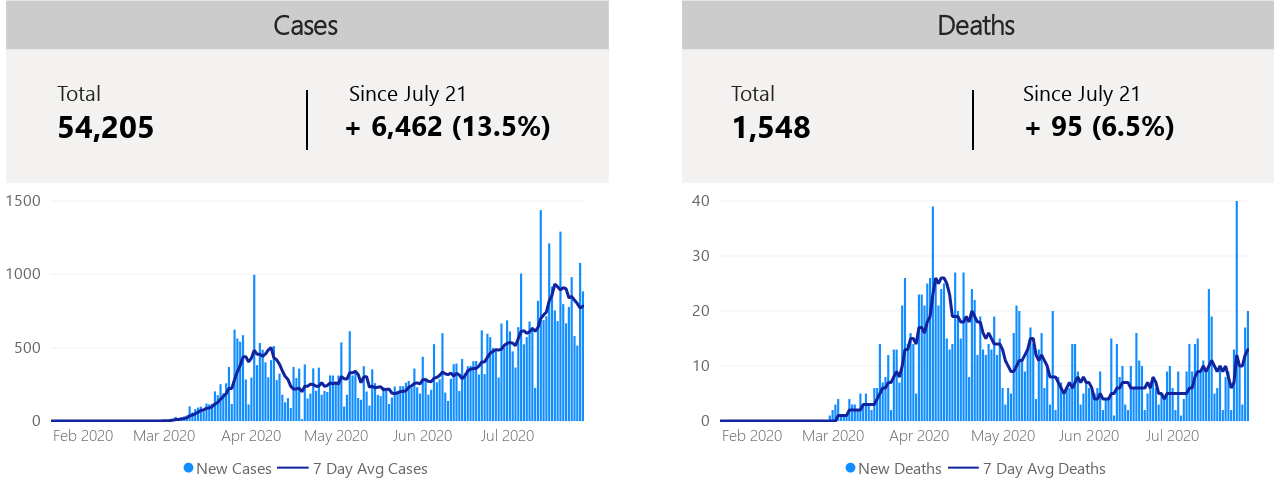 Cases
Total
Since July 21
54,205
+ 6,462 (13.5%)
1500
1000
500
0
Feb 2020 Mar 2020 Apr 2020 May 2020 Jun 2020 Jul 2020
New Cases 7 Day Avg Cases
Deaths
Total
Since July 21
1,548
+ 95 (6.5%)
40
30
20
10
0
Feb 2020 Mar 2020 Apr 2020 May 2020 Jun 2020 Jul 2020
New Deaths 7 Day Avg Deaths